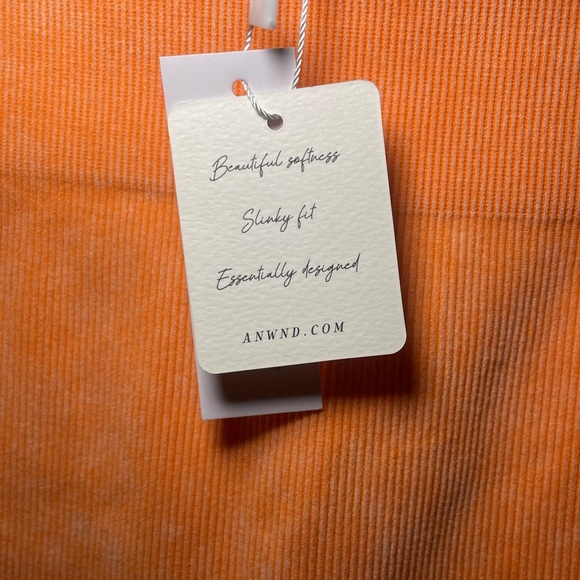 Beautiful softness
Slinky fit
Essentially designed
ANWND.COM